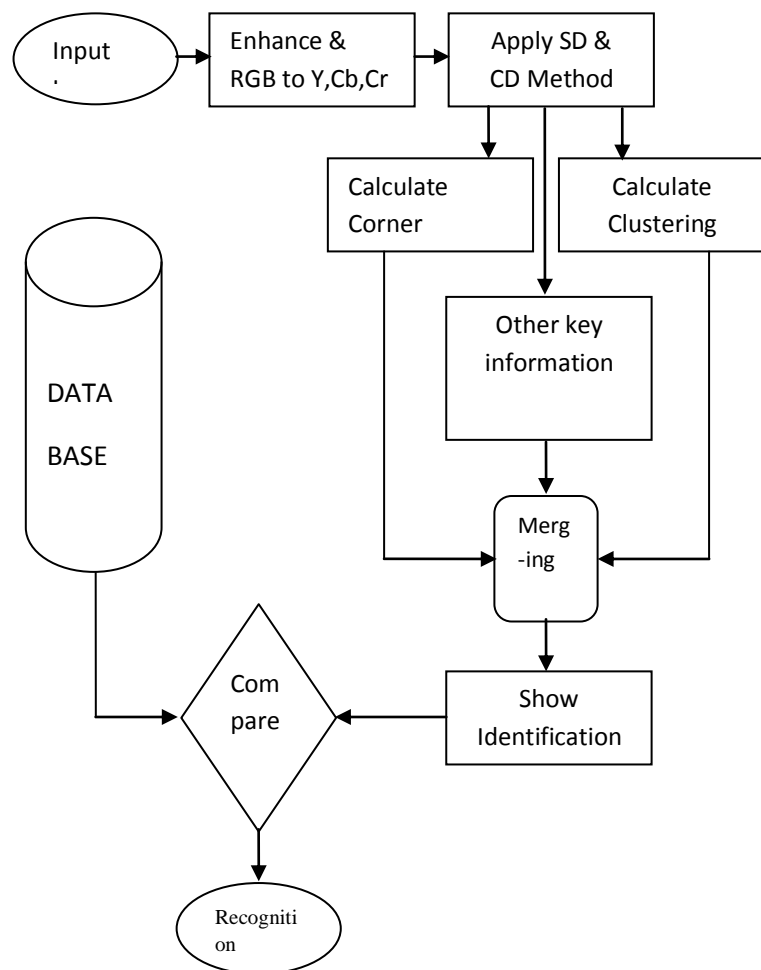 Input
Enhance &
RGB to Y,Cb,Cr
Apply SD &
CD Method
Calculate
Corner
Calculate
Clustering
Other key
information
DATA
BASE
Merg
-ing
Com
pare
Show
Identification
Recogniti
on